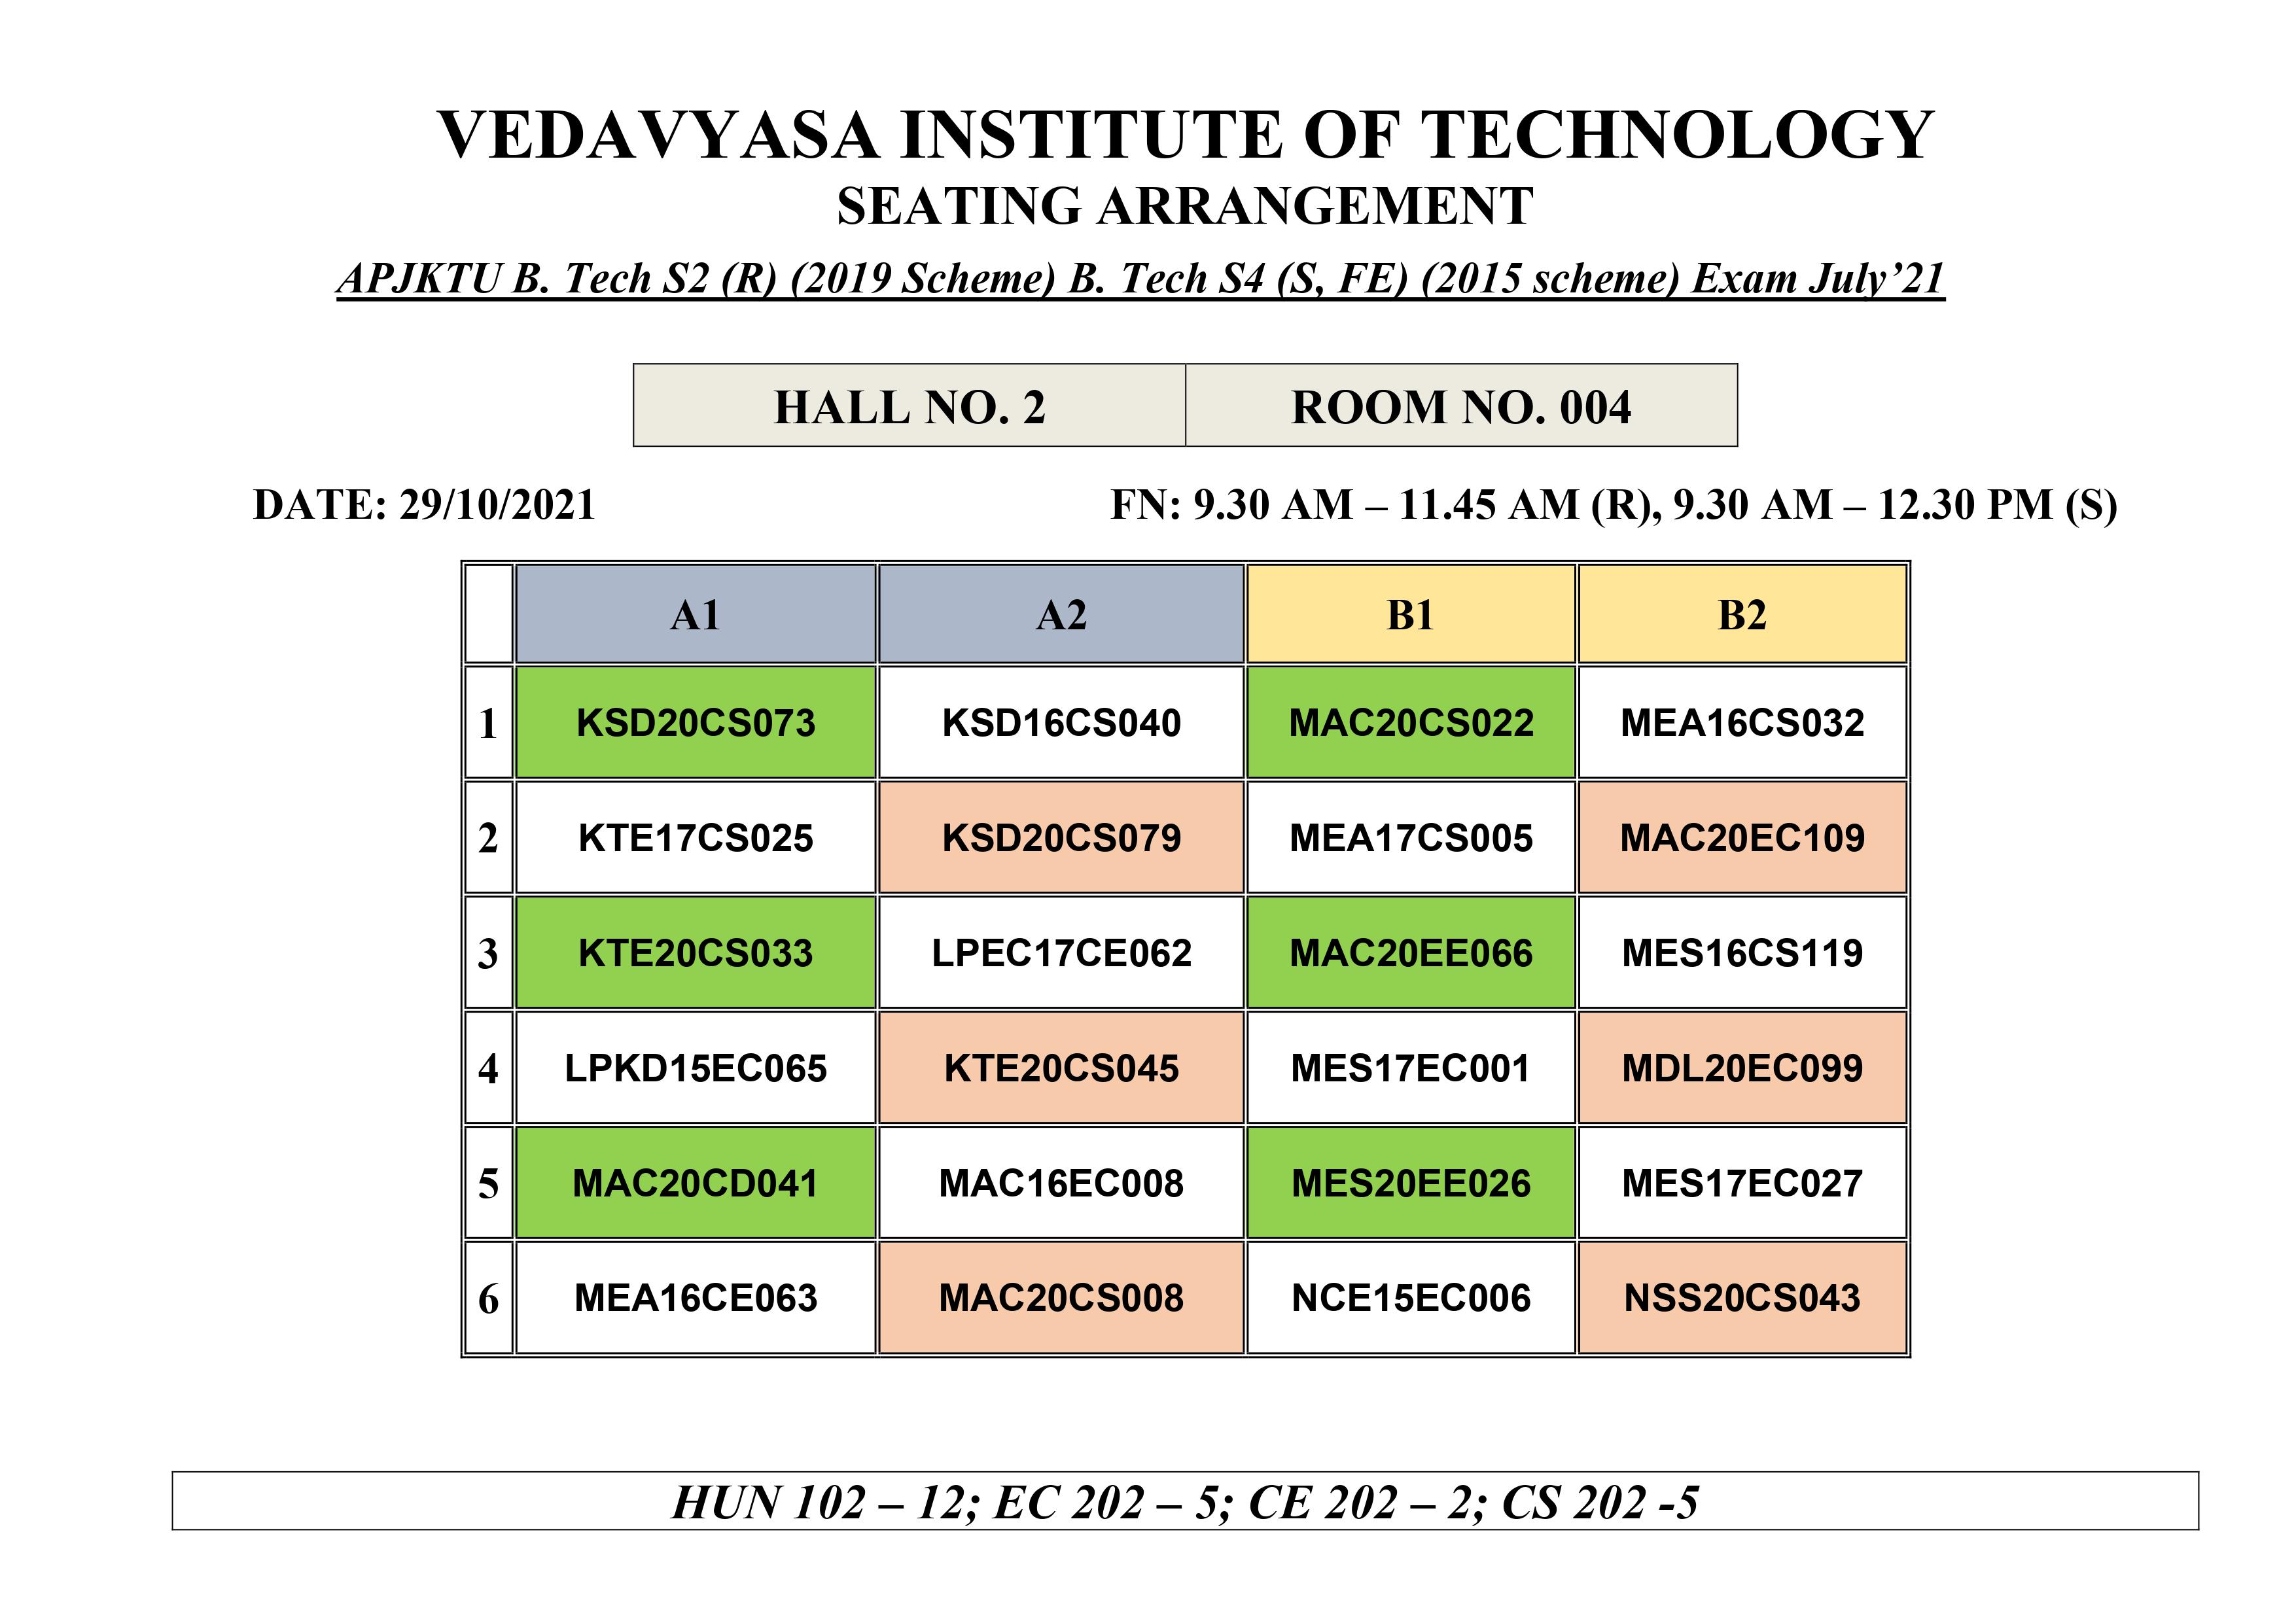 VEDAVYASA INSTITUTE OF TECHNOLOGY
SEATING ARRANGEMENT
APJKTU B. Tech S2 (R) (2019 Scheme) B. Tech S4 (S, FE) (2015 scheme) Exam July’21
HALL NO. 2 ROOM NO. 004
DATE: 29/10/2021 FN: 9.30 AM – 11.45 AM (R), 9.30 AM – 12.30 PM (S)
A1 A2 B1 B2
1 KSD20CS073 KSD16CS040 MAC20CS022 MEA16CS032
2 KTE17CS025 KSD20CS079 MEA17CS005 MAC20EC109
3 KTE20CS033 LPEC17CE062 MAC20EE066 MES16CS119
4 LPKD15EC065 KTE20CS045 MES17EC001 MDL20EC099
5 MAC20CD041 MAC16EC008 MES20EE026 MES17EC027
6 MEA16CE063 MAC20CS008 NCE15EC006 NSS20CS043
HUN 102 – 12; EC 202 – 5; CE 202 – 2; CS 202 -5